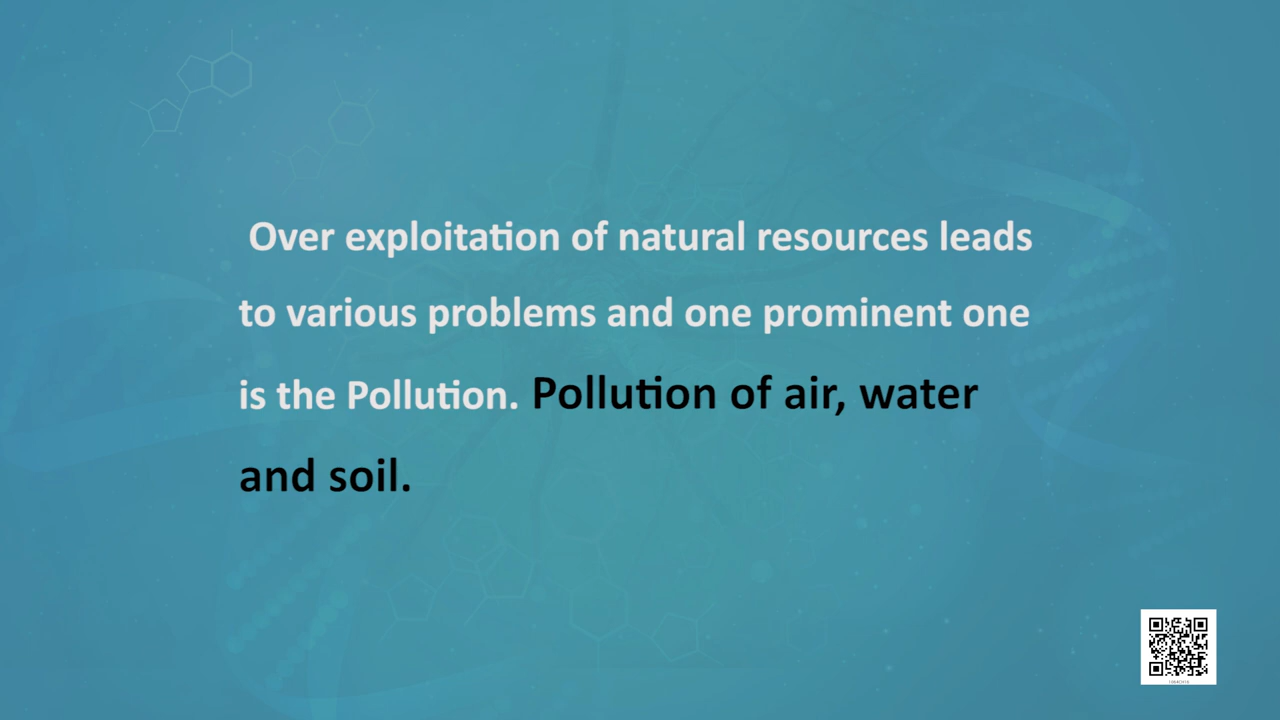 Over exploitation of natural resources leads
to various problems and one prominent one
is the Pollution. Pollution of air, water
and soil.